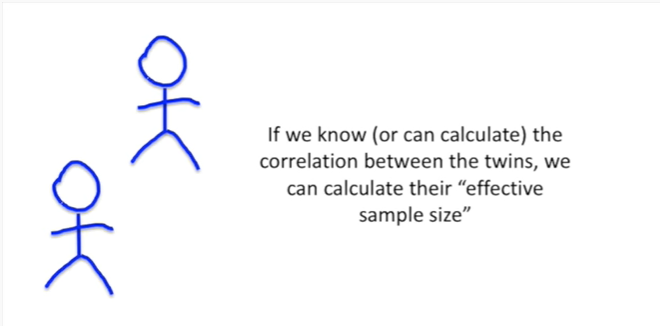 If we know (or can calculate) the
correlation between the twins, we
can calculate their “effective
sample size”